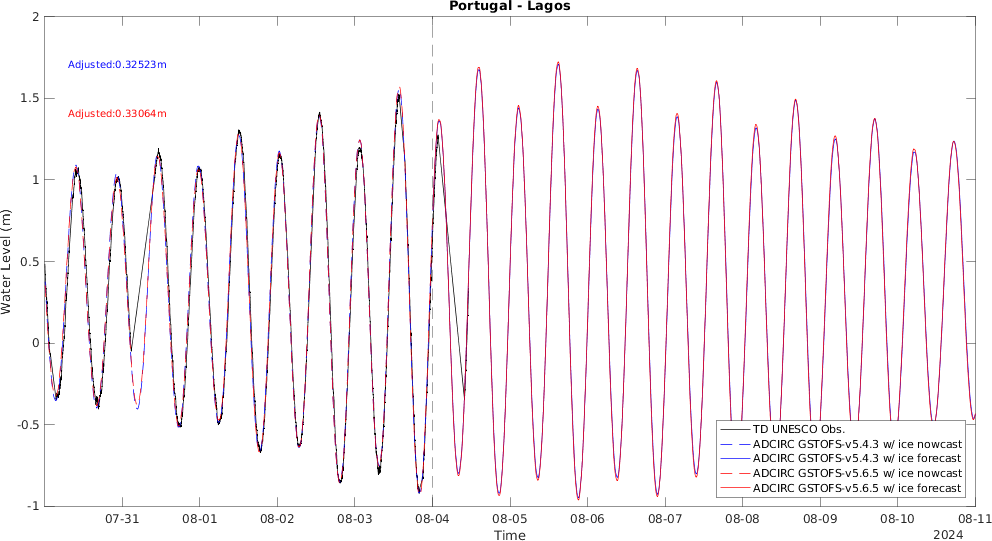 Portugal - Lagos
2
Adjusted:0.32523m
1.5
Adjusted:0.33064m
1
Water Level (m)
0.5
0
-0.5
TD UNESCO Obs.
ADCIRC GSTOFS-v5.4.3 w/ ice nowcast
ADCIRC GSTOFS-v5.4.3 w/ ice forecast
ADCIRC GSTOFS-v5.6.5 w/ ice nowcast
ADCIRC GSTOFS-v5.6.5 w/ ice forecast
-1
07-31 08-01 08-02 08-03 08-04 08-05 08-06 08-07 08-08 08-09 08-10 08-11
Time
2024